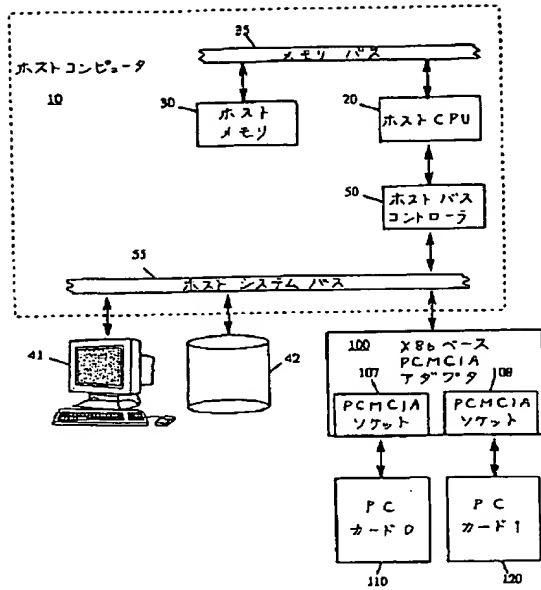 25
メモリ バス
ホストコンピュータ
10
30
ホスト
メモリ
20
ホストCPU
50
ホスト バス
コントローラ
55
ホスト システム バス
41
42
100
X86 ベース
PCMCIA
アダプタ
107
108
PCMCIA
ソケット
PCMCIA
ソケット
PC
カード 0
PC
カード 1
110
120